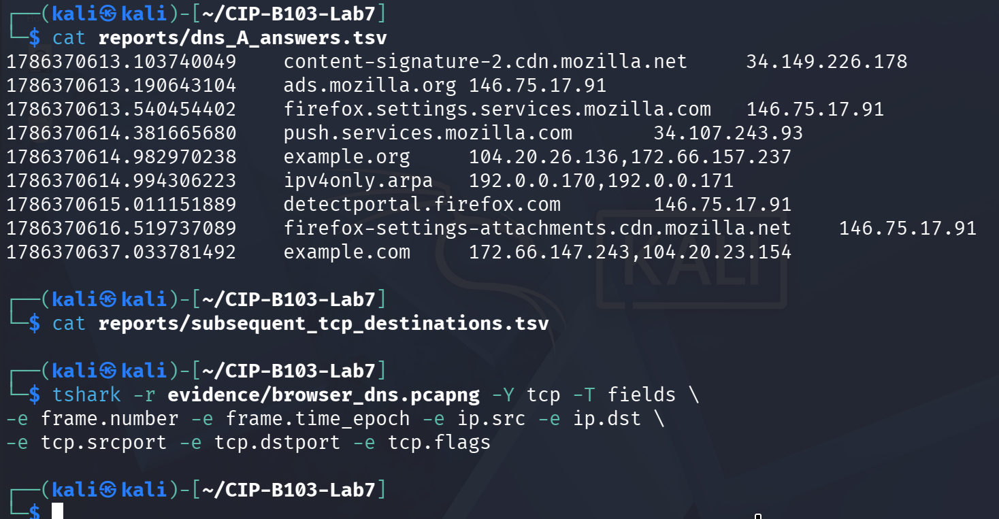 ┌──(kali㉿kali)-[~/CIP-B103-Lab7]
└─$ cat reports/dns_A_answers.tsv
1786370613.103740049    content-signature-2.cdn.mozilla.net     34.149.226.178
1786370613.190643104    ads.mozilla.org 146.75.17.91
1786370613.540454402    firefox.settings.services.mozilla.com   146.75.17.91
1786370614.381665680    push.services.mozilla.com       34.107.243.93
1786370614.982970238    example.org     104.20.26.136,172.66.157.237
1786370614.994306223    ipv4only.arpa   192.0.0.170,192.0.0.171
1786370615.011151889    detectportal.firefox.com        146.75.17.91
1786370616.519737089    firefox-settings-attachments.cdn.mozilla.net    146.75.17.91
1786370637.033781492    example.com     172.66.147.243,104.20.23.154
KALI
┌──(kali㉿kali)-[~/CIP-B103-Lab7]
└─$ cat reports/subsequent_tcp_destinations.tsv
┌──(kali㉿kali)-[~/CIP-B103-Lab7]
└─$ tshark -r evidence/browser_dns.pcapng -Y tcp -T fields \
-e frame.number -e frame.time_epoch -e ip.src -e ip.dst \
-e tcp.srcport -e tcp.dstport -e tcp.flags
┌──(kali㉿kali)-[~/CIP-B103-Lab7]
└─$